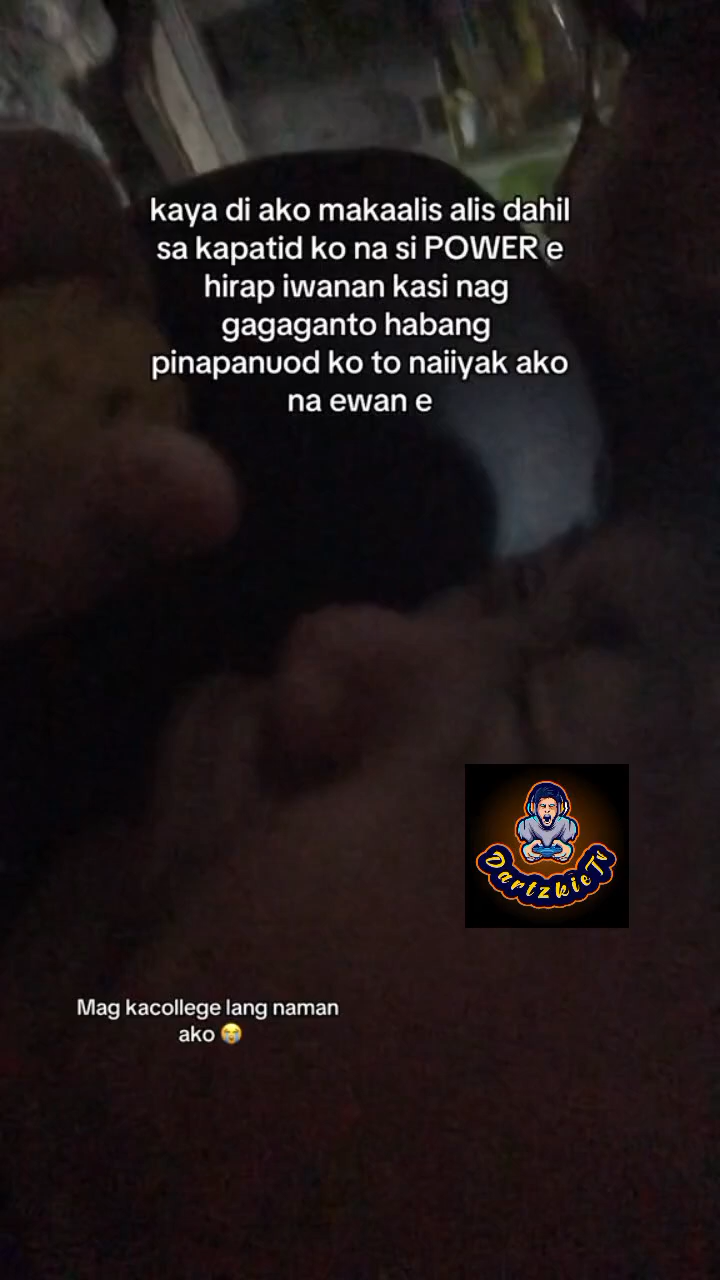 kaya di ako makaalis alis dahil
sa kapatid ko na si POWER e
hirap iwanan kasi nag
gagaganto habang
pinapanuod ko to naiiyak ako
na ewan e
DartzkieTv
Mag kacollege lang naman
ako 😭